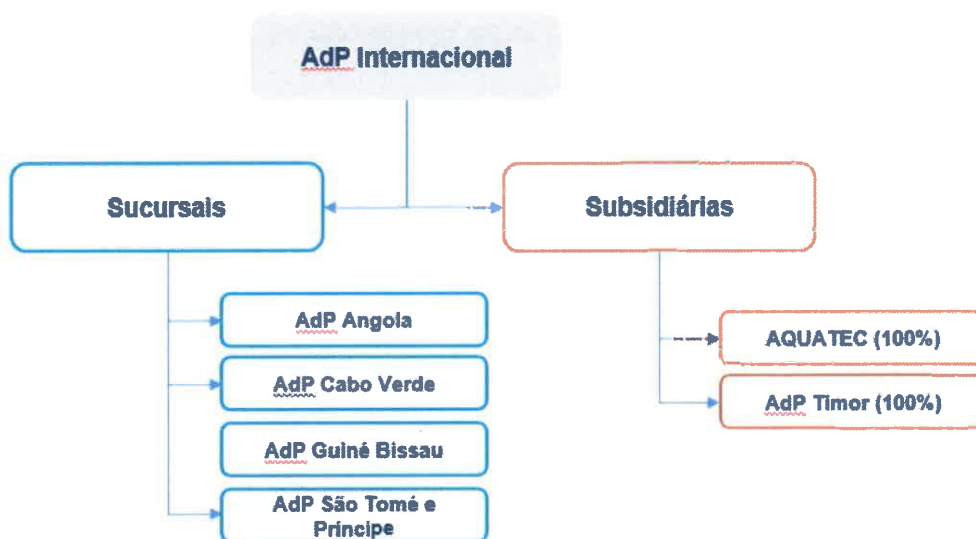 AdP Internacional
Sucursais
Subsidiárias
AdP Angola
AdP Cabo Verde
AdP Guiné Bissau
AdP São Tomé e
Príncipe
AQUATEC (100%)
AdP Timor (100%)